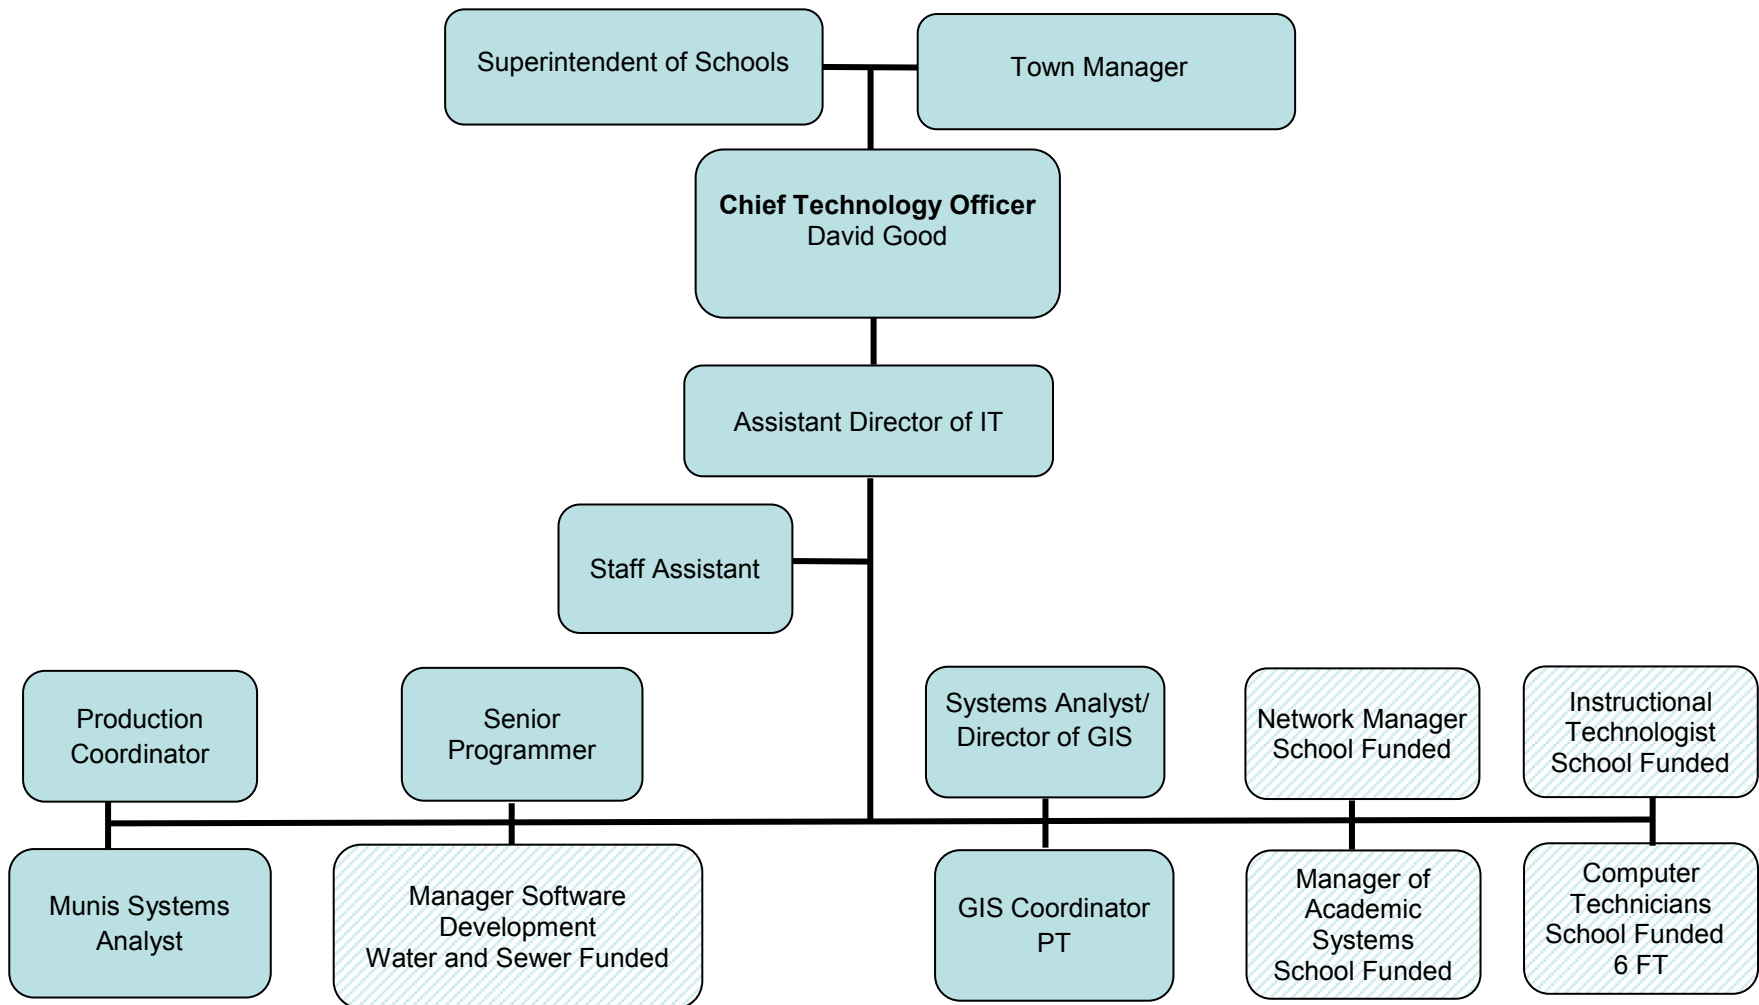 Superintendent of Schools
Town Manager
Chief Technology Officer
David Good
Assistant Director of IT
Staff Assistant
Production
Coordinator
Senior
Programmer
Systems Analyst/
Director of GIS
Network Manager
School Funded
Instructional
Technologist
School Funded
Munis Systems
Analyst
Manager Software
Development
Water and Sewer Funded
GIS Coordinator
PT
Manager of
Academic
Systems
School Funded
Computer
Technicians
School Funded
6 FT